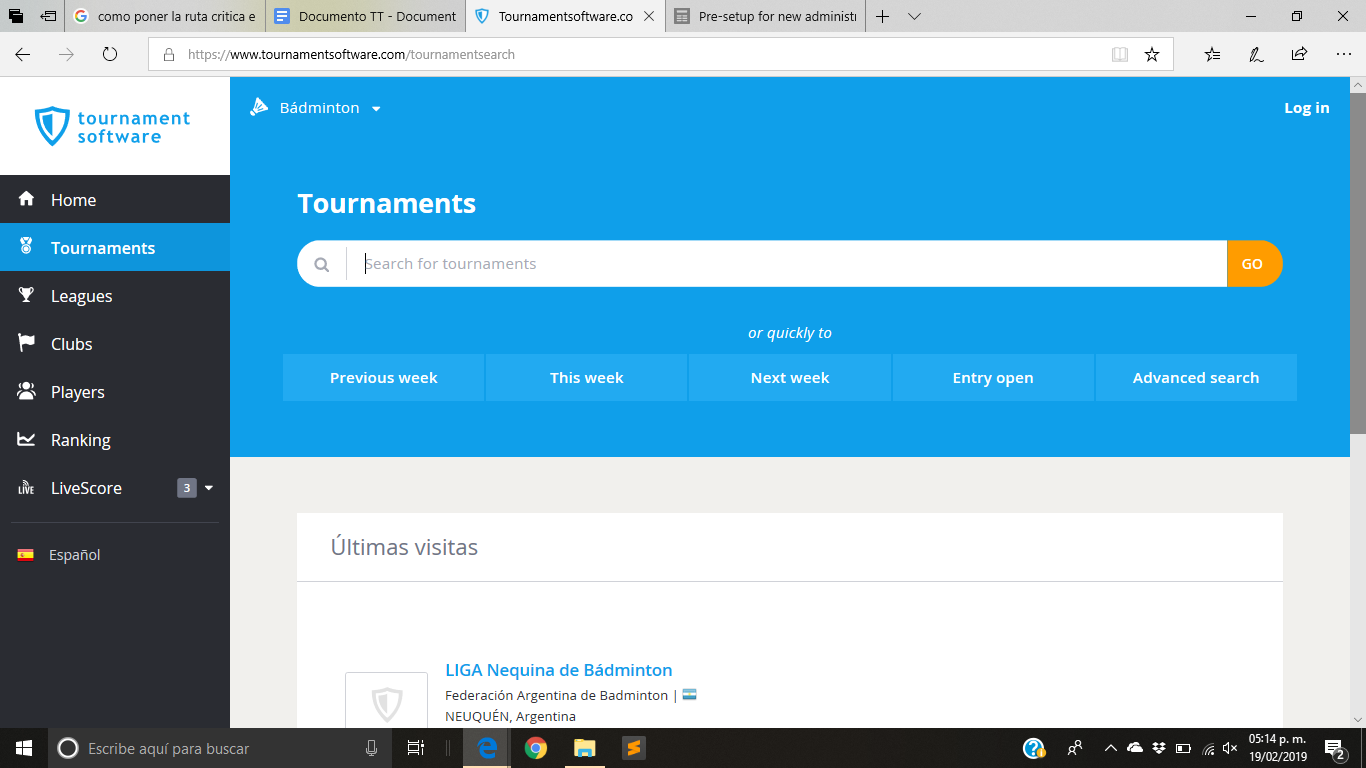 como poner la ruta critica e
Documento TT - Document
Tournamentsoftware.co
Pre-setup for new administr
https://www.tournamentsoftware.com/tournamentsearch
tournament
software
Bádminton
Log in
Home
Tournaments
Leagues
Clubs
Players
Ranking
LIVE
LiveScore
3
Español
Tournaments
Search for tournaments
GO
or quickly to
Previous week
This week
Next week
Entry open
Advanced search
Últimas visitas
LIGA Nequina de Bádminton
Federación Argentina de Badminton |
NEUQUÉN, Argentina
Escribe aquí para buscar
05:14 p. m.
19/02/2019
2